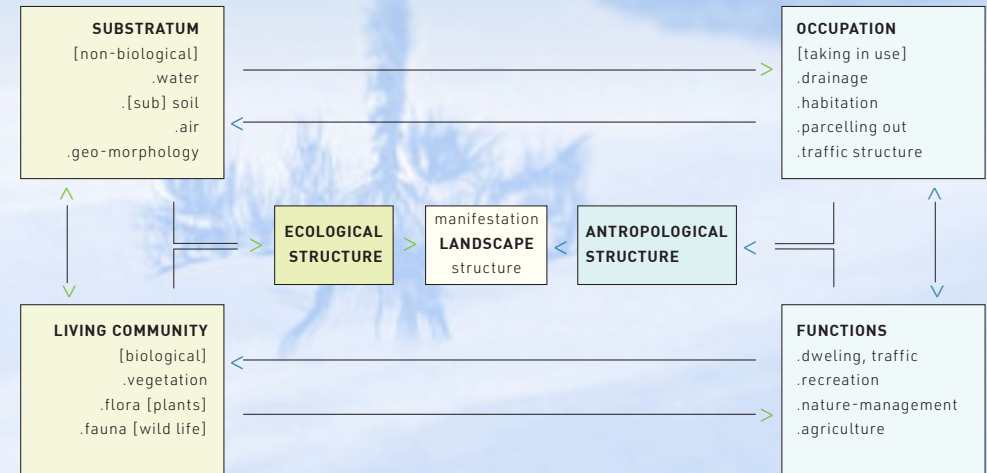 SUBSTRATUM
[non-biological]
.water
.[sub] soil
.air
.geo-morphology
OCCUPATION
[taking in use]
.drainage
.habitation
.parcelling out
.traffic structure
ECOLOGICAL
STRUCTURE
manifestation
LANDSCAPE
structure
ANTROPOLOGICAL
STRUCTURE
LIVING COMMUNITY
[biological]
.vegetation
.flora [plants]
.fauna [wild life]
FUNCTIONS
.dweling, traffic
.recreation
.nature-management
.agriculture